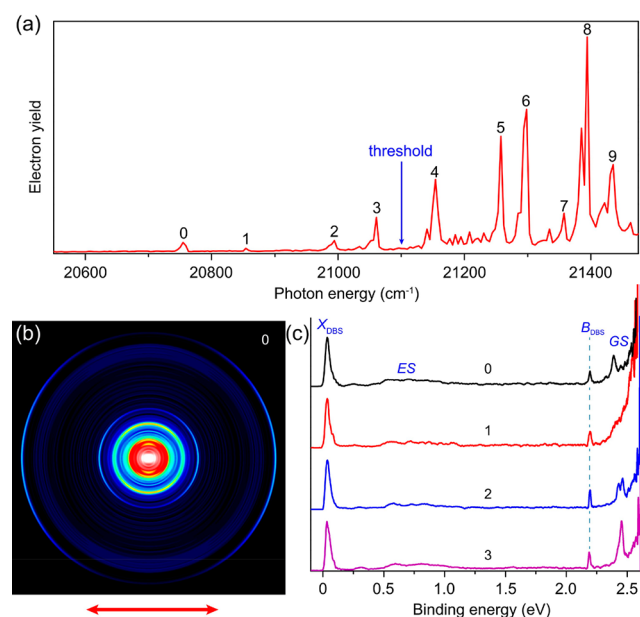 (a)
Electron yield
threshold
0 1 2 3 4 5 6 7 8 9
20600 20800 21000 21200 21400
Photon energy (cm⁻¹)
(b)
0
(c)
X_DBS
ES
B_DBS
GS
0
1
2
3
0 0.5 1.0 1.5 2.0 2.5
Binding energy (eV)